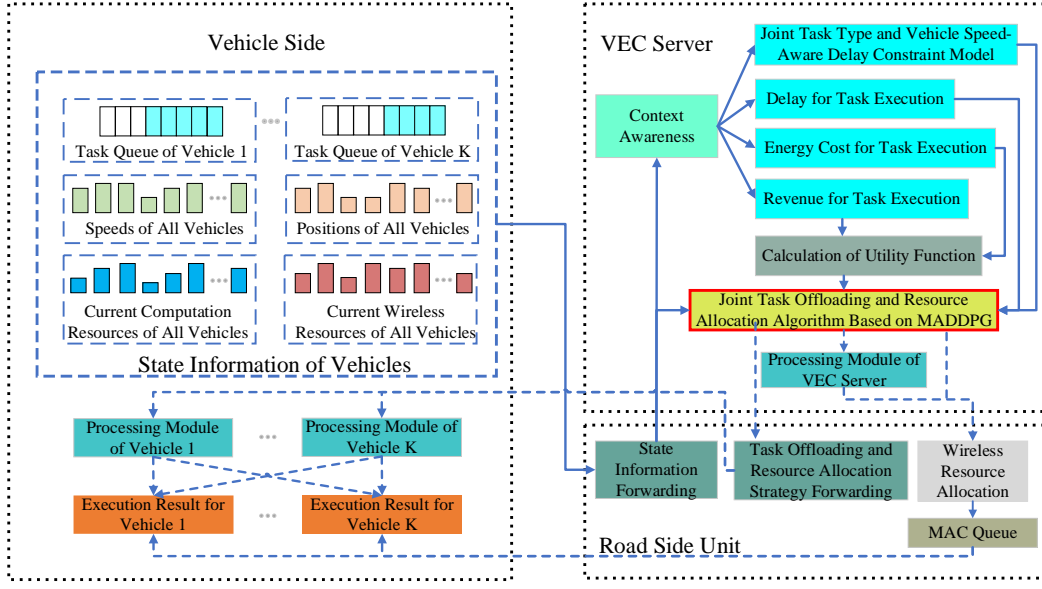 Vehicle Side
Task Queue of Vehicle 1
Task Queue of Vehicle K
Speeds of All Vehicles
Positions of All Vehicles
Current Computation
Resources of All Vehicles
Current Wireless
Resources of All Vehicles
State Information of Vehicles
Processing Module
of Vehicle 1
Processing Module of
Vehicle K
Execution Result for
Vehicle 1
Execution Result for
Vehicle K
VEC Server
Context
Awareness
Joint Task Type and Vehicle Speed-
Aware Delay Constraint Model
Delay for Task Execution
Energy Cost for Task Execution
Revenue for Task Execution
Calculation of Utility Function
Joint Task Offloading and Resource
Allocation Algorithm Based on MADDPG
Processing Module of
VEC Server
State
Information
Forwarding
Task Offloading and
Resource Allocation
Strategy Forwarding
Wireless
Resource
Allocation
MAC Queue
Road Side Unit